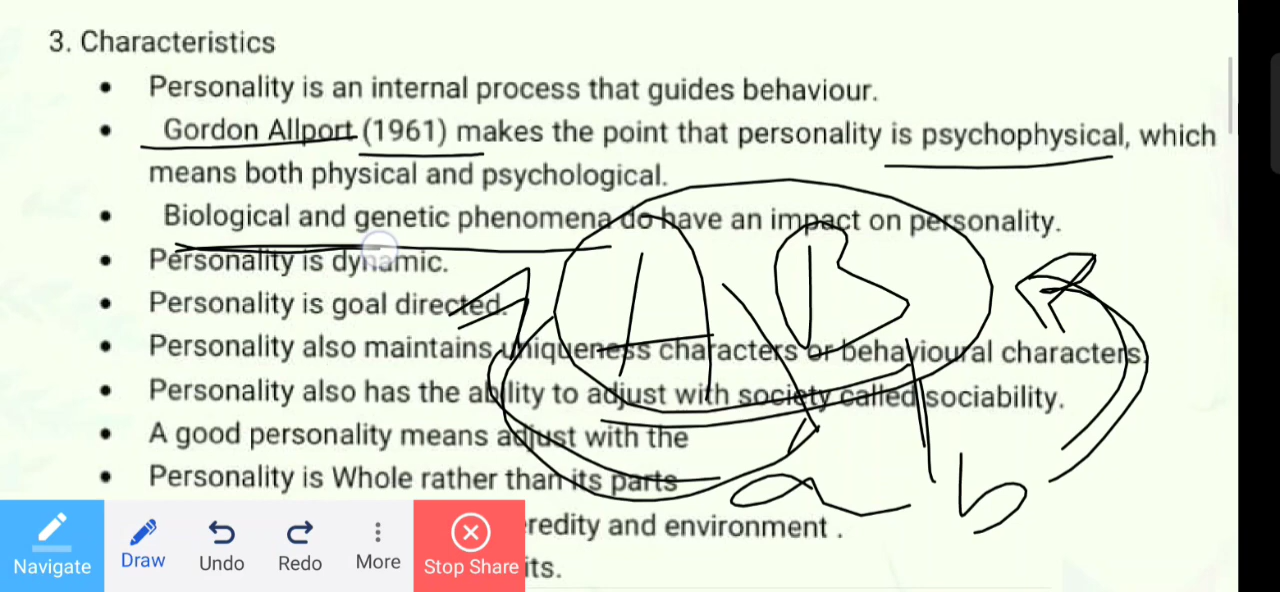 3. Characteristics
• Personality is an internal process that guides behaviour.
• Gordon Allport (1961) makes the point that personality is psychophysical, which
means both physical and psychological.
• Biological and genetic phenomena do have an impact on personality.
• Personality is dynamic.
• Personality is goal directed.
• Personality also maintains uniqueness characters or behavioural characters
• Personality also has the ability to adjust with society called sociability.
• A good personality means adjust with the
• Personality is Whole rather than its parts
redity and environment .
its.
A B
a b
Navigate Draw Undo Redo More Stop Share